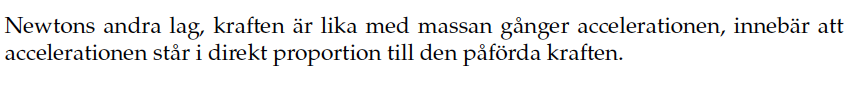 Newtons andra lag, kraften är lika med massan gånger accelerationen, innebär att
accelerationen står i direkt proportion till den påförda kraften.